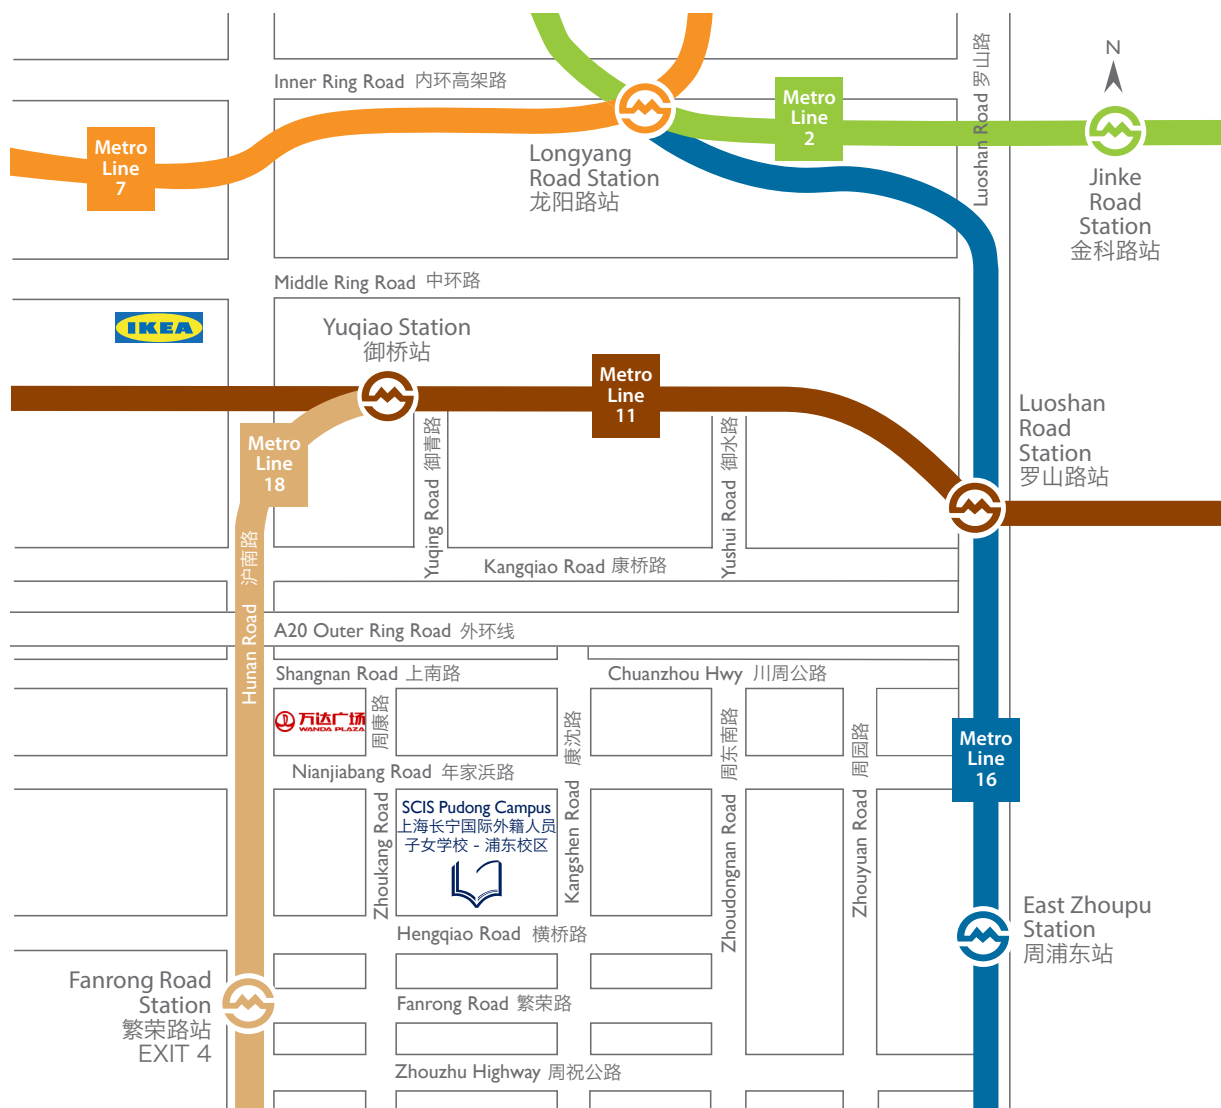 N
Inner Ring Road 内环高架路
Luoshan Road 罗山路
Metro
Line
2
Metro
Line
7
Longyang
Road Station
龙阳路站
Jinke
Road
Station
金科路站
Middle Ring Road 中环路
IKEA
Yuqiao Station
御桥站
Metro
Line
11
Luoshan
Road
Station
罗山路站
Metro
Line
18
Yuqing Road 御青路
Yushui Road 御水路
Hunan Road 沪南路
Kangqiao Road 康桥路
A20 Outer Ring Road 外环线
Shangnan Road 上南路
Chuanzhou Hwy 川周公路
万达广场
WANDA PLAZA
Zhoukang Road 周康路
Kangshen Road 康沈路
Zhoudongnan Road 周东南路
Zhouyuan Road 周园路
Metro
Line
16
Nianjiabang Road 年家浜路
SCIS Pudong Campus
上海长宁国际外籍人员
子女学校 - 浦东校区
East Zhoupu
Station
周浦东站
Hengqiao Road 横桥路
Fanrong Road
Station
繁荣路站
EXIT 4
Fanrong Road 繁荣路
Zhouzhu Highway 周祝公路